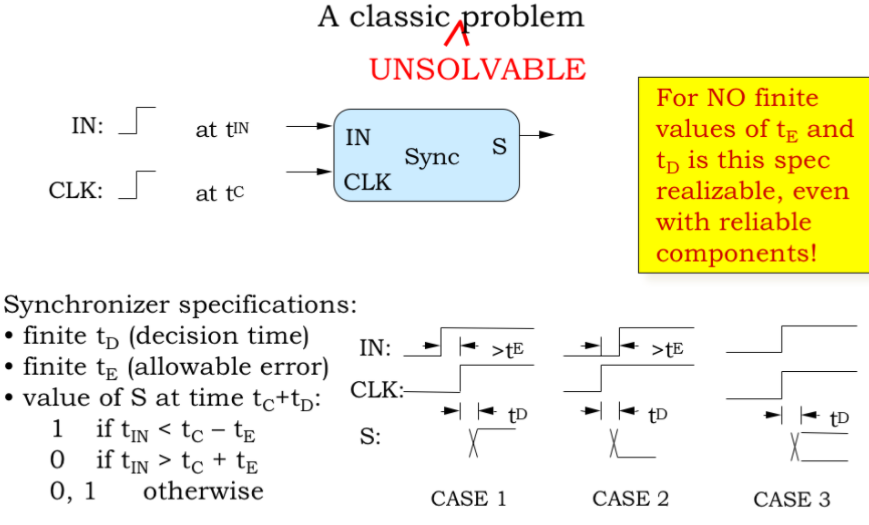 A classic problem
UNSOLVABLE
IN: at tIN
CLK: at tC
IN
Sync
S
CLK
For NO finite
values of tE and
tD is this spec
realizable, even
with reliable
components!
Synchronizer specifications:
• finite tD (decision time)
• finite tE (allowable error)
• value of S at time tC+tD:
1 if tIN < tC – tE
0 if tIN > tC + tE
0, 1 otherwise
IN: >tE >tE
CLK:
tD tD tD
S:
CASE 1 CASE 2 CASE 3